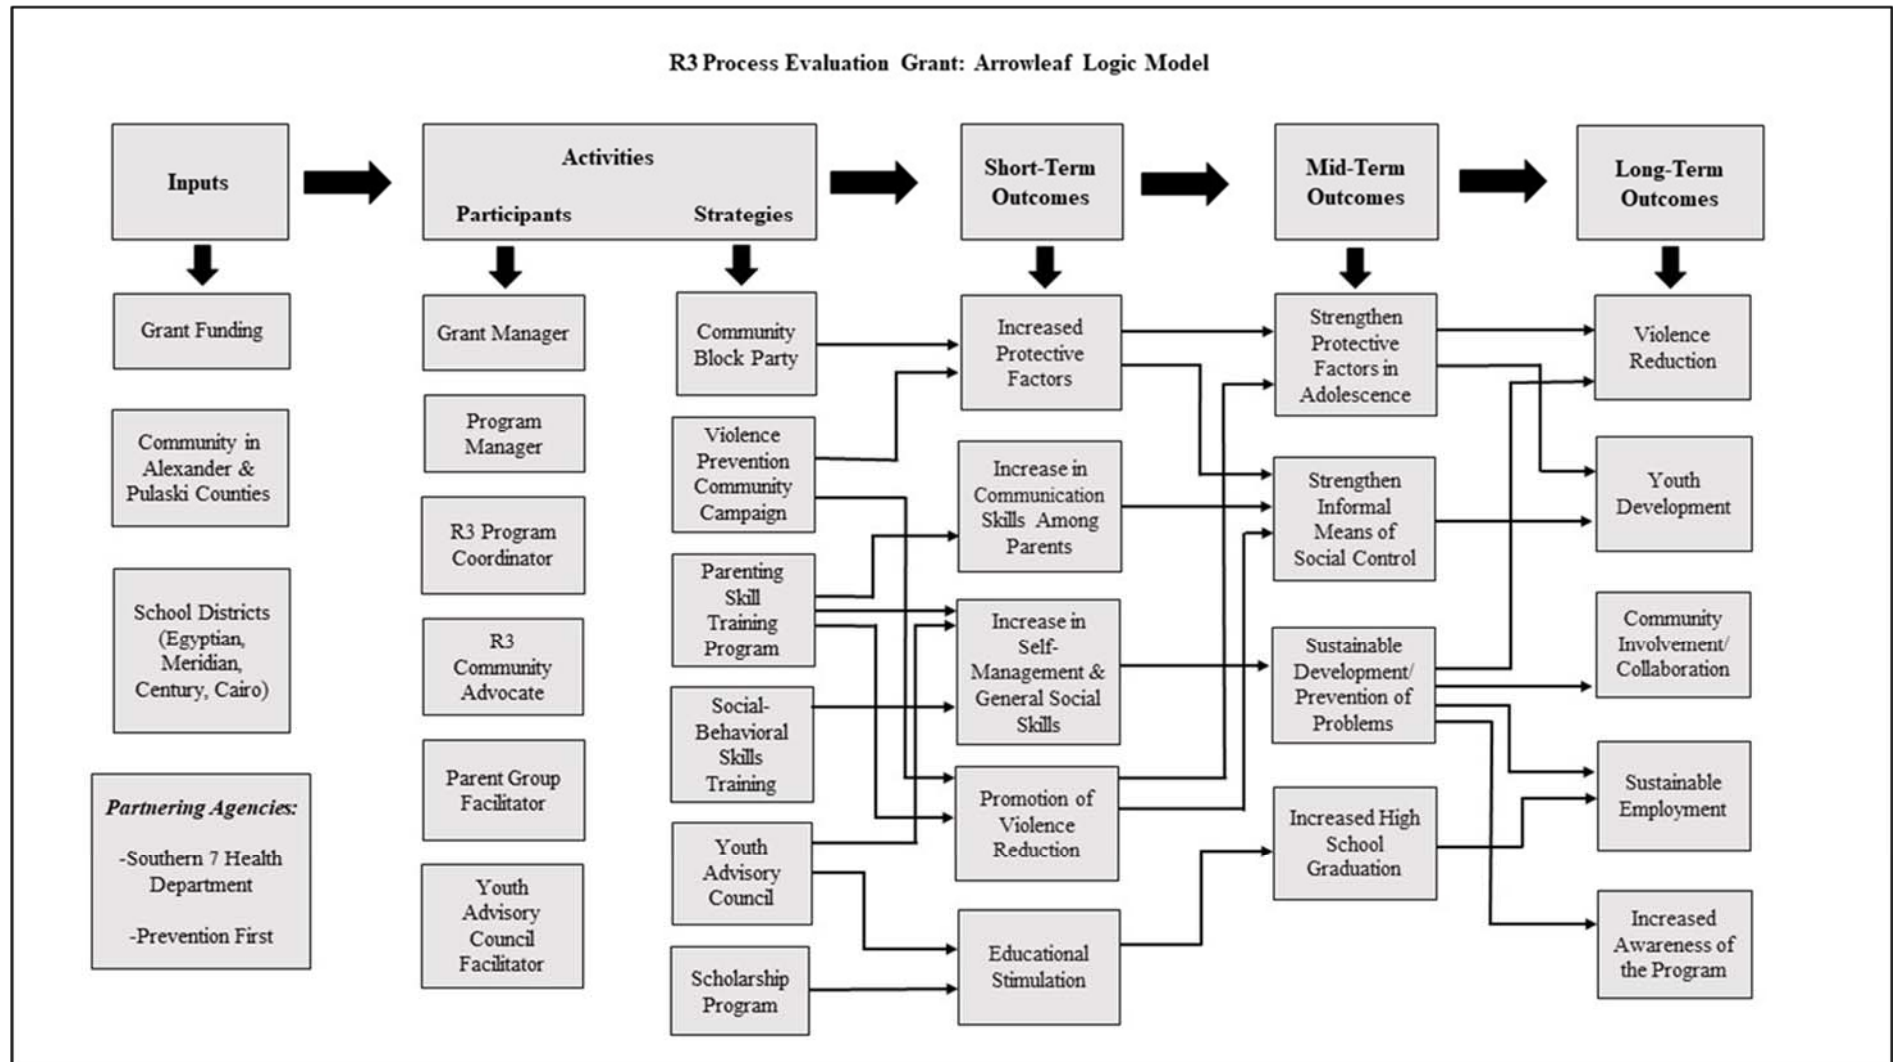 R3 Process Evaluation Grant: Arrowleaf Logic Model
Inputs
Activities
Participants
Strategies
Short-Term
Outcomes
Mid-Term
Outcomes
Long-Term
Outcomes
Grant Funding
Community in
Alexander &
Pulaski Counties
School Districts
(Egyptian,
Meridian,
Century, Cairo)
Partnering Agencies:
-Southern 7 Health
Department
-Prevention First
Grant Manager
Program
Manager
R3 Program
Coordinator
R3
Community
Advocate
Parent Group
Facilitator
Youth
Advisory
Council
Facilitator
Community
Block Party
Violence
Prevention
Community
Campaign
Parenting
Skill
Training
Program
Social-
Behavioral
Skills
Training
Youth
Advisory
Council
Scholarship
Program
Increased
Protective
Factors
Increase in
Communication
Skills Among
Parents
Increase in
Self-
Management &
General Social
Skills
Promotion of
Violence
Reduction
Educational
Stimulation
Strengthen
Protective
Factors in
Adolescence
Strengthen
Informal
Means of
Social Control
Sustainable
Development/
Prevention of
Problems
Increased High
School
Graduation
Violence
Reduction
Youth
Development
Community
Involvement/
Collaboration
Sustainable
Employment
Increased
Awareness of
the Program